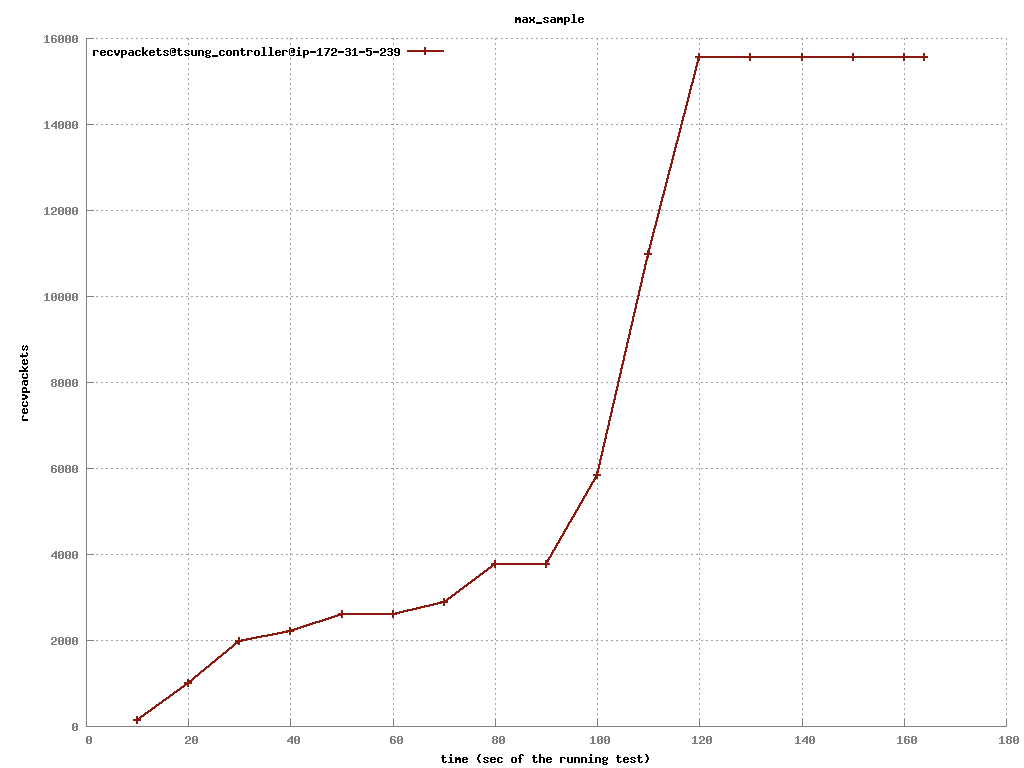 max_sample
recvpackets@tsung_controller@ip-172-31-5-239
16000
14000
12000
10000
8000
6000
4000
2000
0
recvpackets
0 20 40 60 80 100 120 140 160 180
time (sec of the running test)